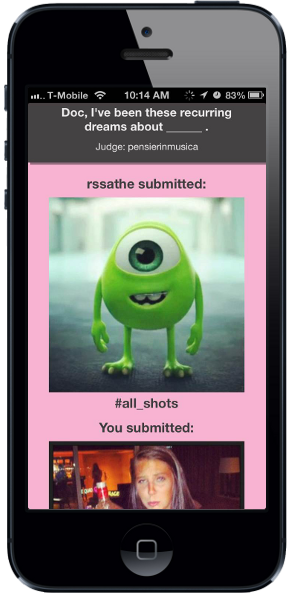 T-Mobile 10:14 AM 83%
Doc, I've been these recurring
dreams about ______ .
Judge: pensierinmusica
rssathe submitted:
#all_shots
You submitted: